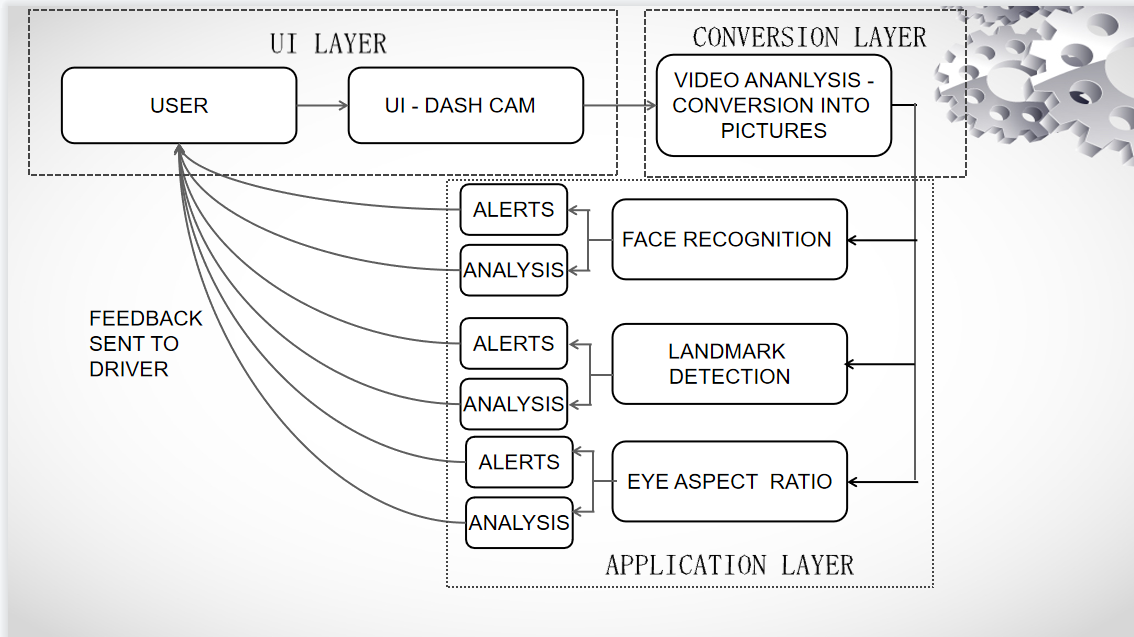 UI LAYER
CONVERSION LAYER
USER
UI - DASH CAM
VIDEO ANANLYSIS -
CONVERSION INTO
PICTURES
ALERTS
ANALYSIS
FACE RECOGNITION
FEEDBACK
SENT TO
DRIVER
ALERTS
ANALYSIS
LANDMARK
DETECTION
ALERTS
ANALYSIS
EYE ASPECT  RATIO
APPLICATION LAYER